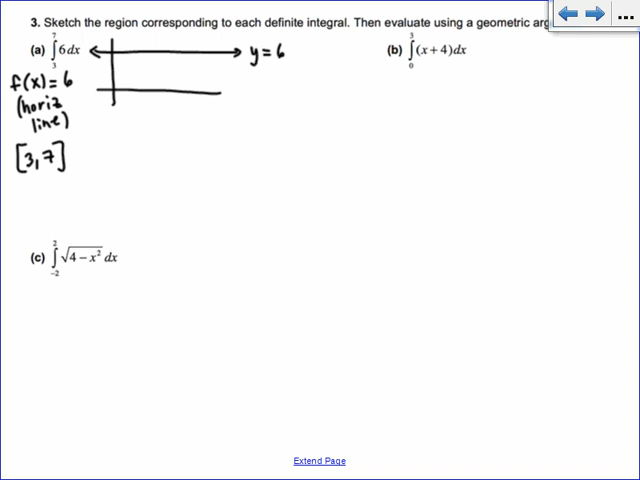 3. Sketch the region corresponding to each definite integral. Then evaluate using a geometric
(a) ∫₃⁷ 6 dx
y = 6
f(x) = 6
(horiz
line)
[3, 7]
(b) ∫₀³ (x + 4) dx
(c) ∫₋₂² √(4 − x²) dx
Extend Page